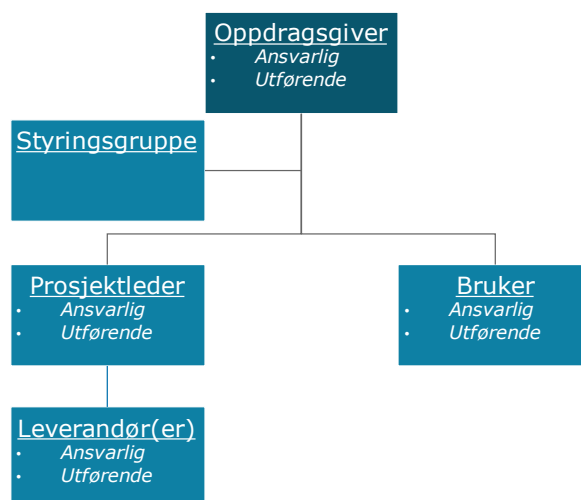 Oppdragsgiver
• Ansvarlig
• Utførende
Styringsgruppe
Prosjektleder
• Ansvarlig
• Utførende
Bruker
• Ansvarlig
• Utførende
Leverandør(er)
• Ansvarlig
• Utførende